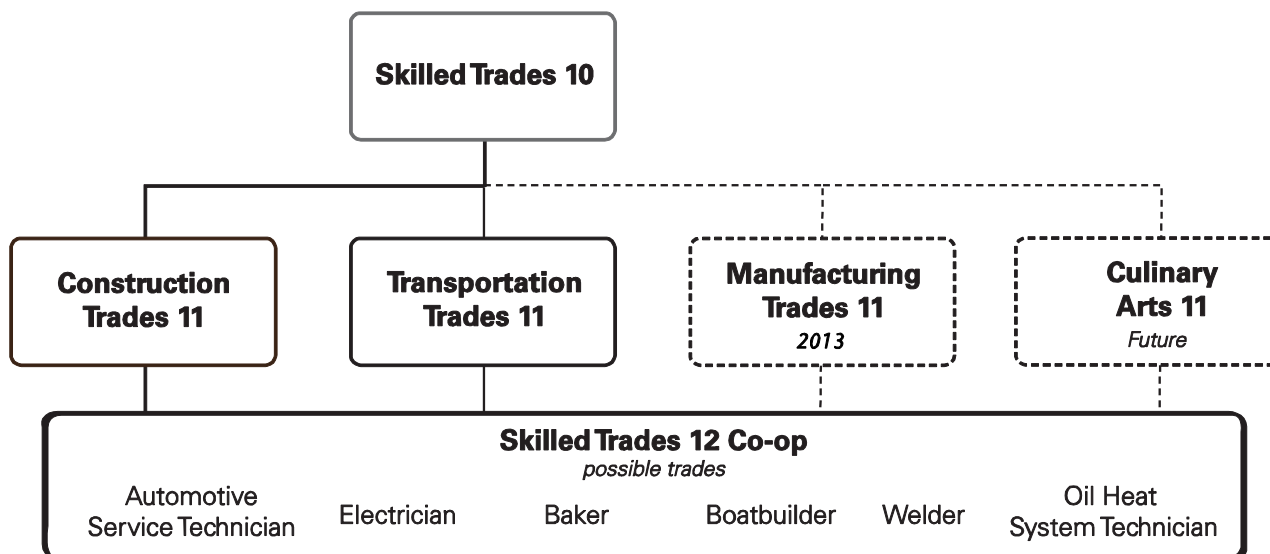 Skilled Trades 10
Construction
Trades 11
Transportation
Trades 11
Manufacturing
Trades 11
2013
Culinary
Arts 11
Future
Skilled Trades 12 Co-op
possible trades
Automotive
Service Technician
Electrician
Baker
Boatbuilder
Welder
Oil Heat
System Technician